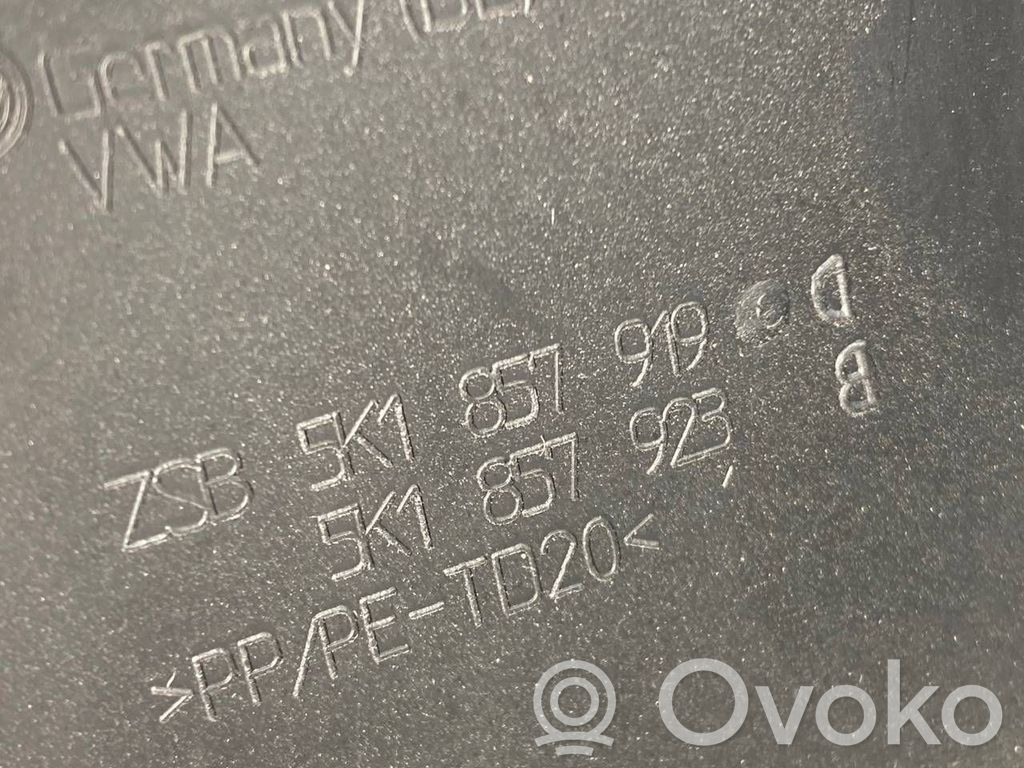 Germany
VWA
ZSB 5K1 857 919 D
5K1 857 923 B
>PP/PE-TD20<
Ovoko